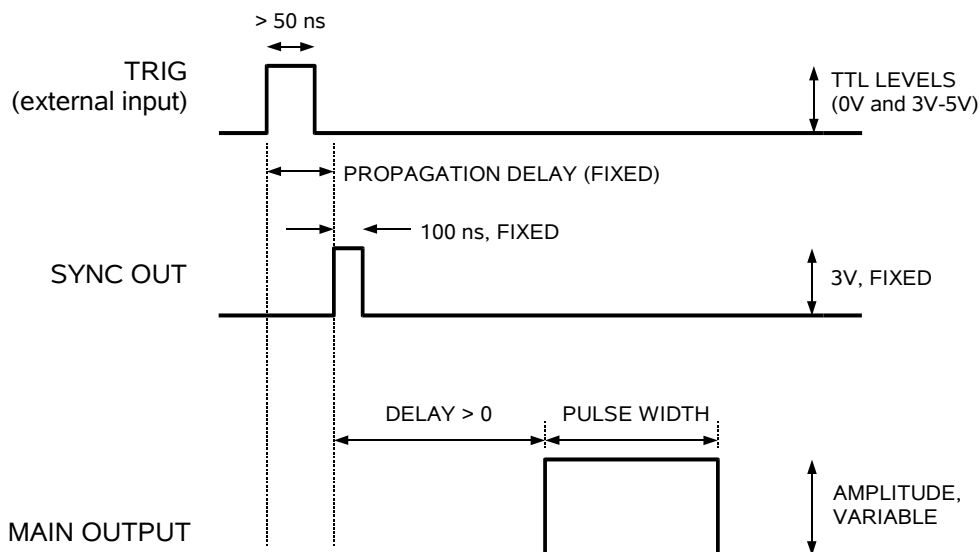 > 50 ns
TRIG
(external input)
TTL LEVELS
(0V and 3V-5V)
PROPAGATION DELAY (FIXED)
100 ns, FIXED
SYNC OUT
3V, FIXED
DELAY > 0
PULSE WIDTH
AMPLITUDE,
VARIABLE
MAIN OUTPUT